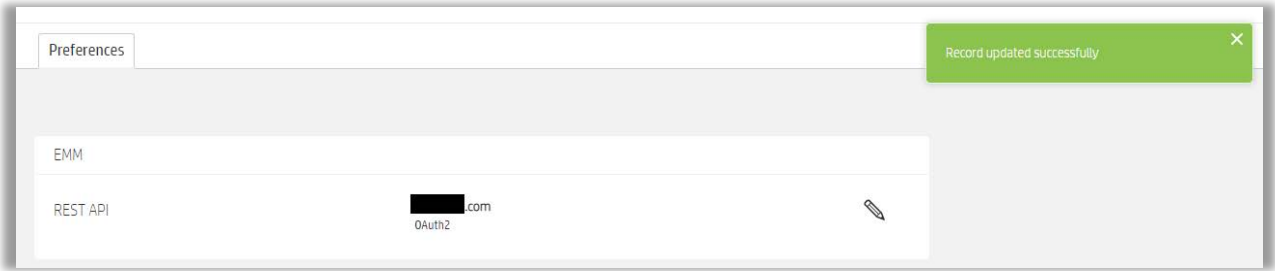 Preferences
Record updated successfully
EMM
REST API
.com
OAuth2